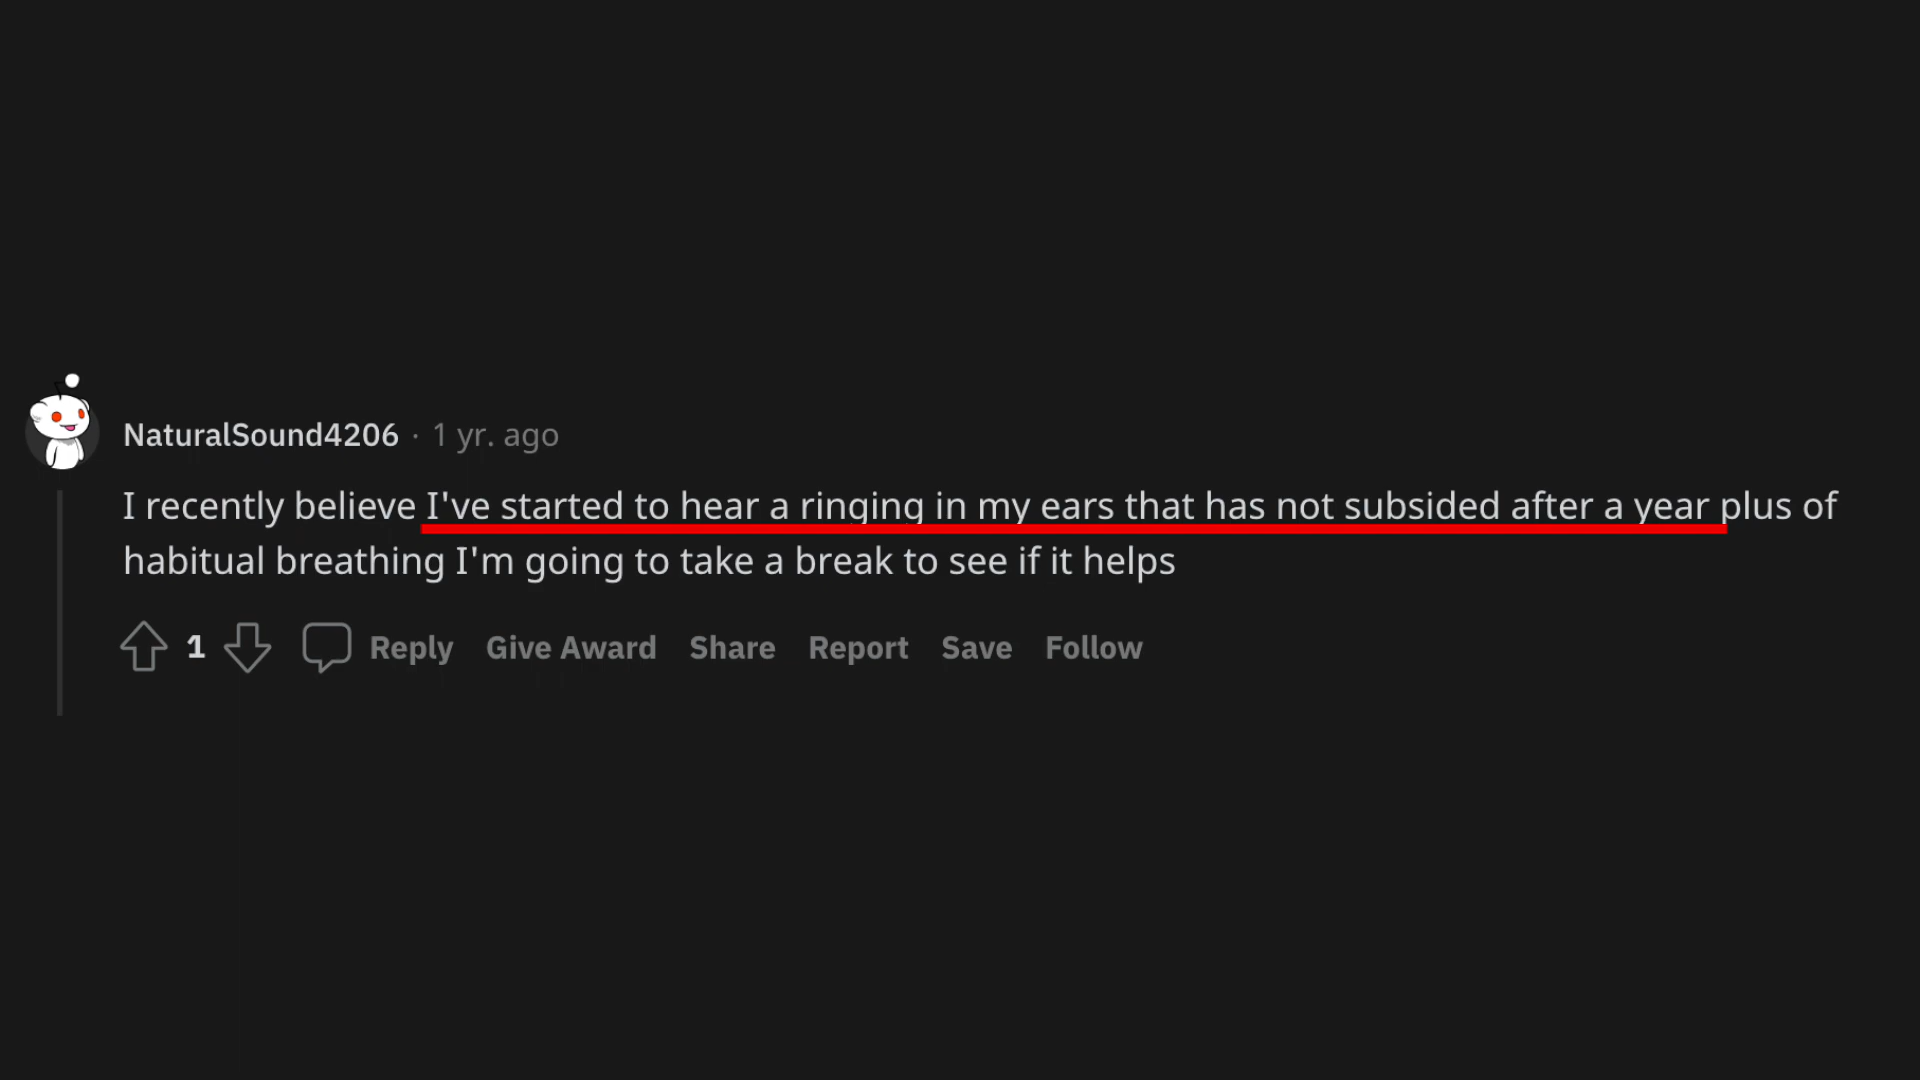 NaturalSound4206 · 1 yr. ago
I recently believe I've started to hear a ringing in my ears that has not subsided after a year plus of
habitual breathing I'm going to take a break to see if it helps
1 Reply Give Award Share Report Save Follow